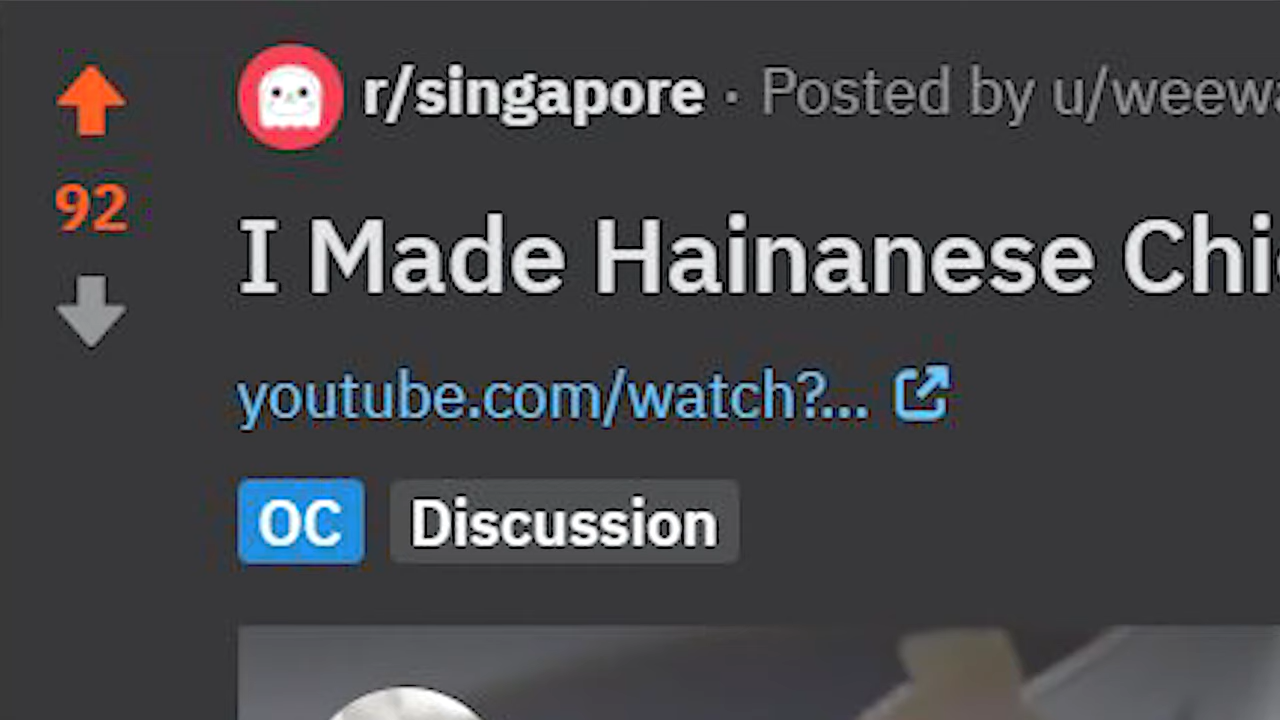 r/singapore · Posted by
92
I Made Hainanese
youtube.com/watch?...
OC Discussion